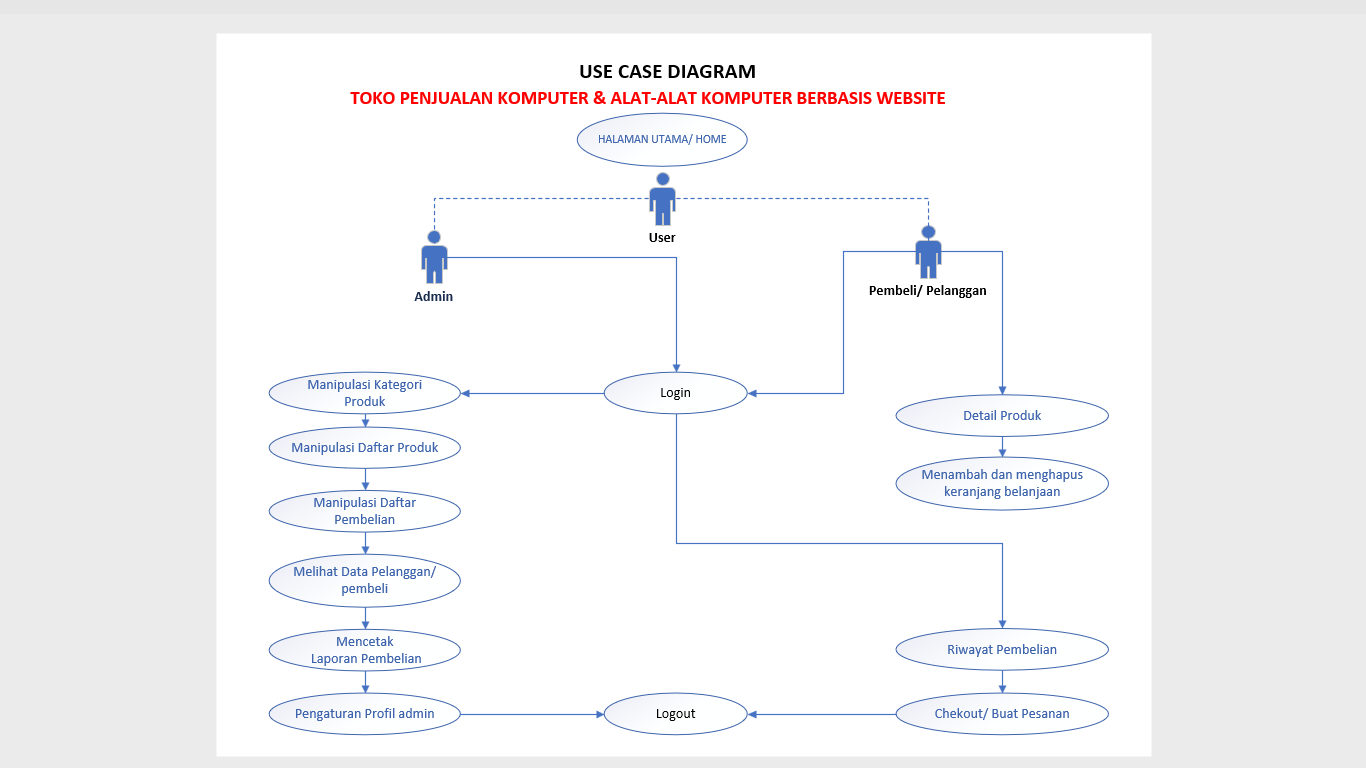 USE CASE DIAGRAM
TOKO PENJUALAN KOMPUTER & ALAT-ALAT KOMPUTER BERBASIS WEBSITE
HALAMAN UTAMA/ HOME
User
Admin
Pembeli/ Pelanggan
Manipulasi Kategori
Produk
Login
Detail Produk
Manipulasi Daftar Produk
Menambah dan menghapus
keranjang belanjaan
Manipulasi Daftar
Pembelian
Melihat Data Pelanggan/
pembeli
Mencetak
Laporan Pembelian
Riwayat Pembelian
Pengaturan Profil admin
Logout
Chekout/ Buat Pesanan